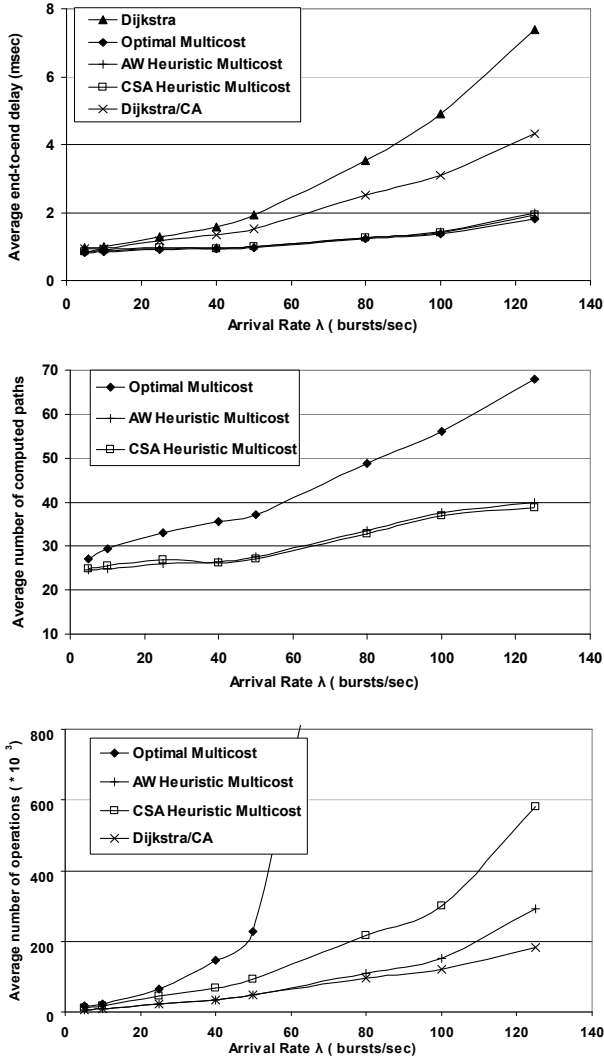 Average end-to-end delay (msec)
8
6
4
2
0
Dijkstra
Optimal Multicost
AW Heuristic Multicost
CSA Heuristic Multicost
Dijkstra/CA
0 20 40 60 80 100 120 140
Arrival Rate λ ( bursts/sec)
Average number of computed paths
70
60
50
40
30
20
10
Optimal Multicost
AW Heuristic Multicost
CSA Heuristic Multicost
0 20 40 60 80 100 120 140
Arrival Rate λ ( bursts/sec)
Average number of operations ( * 10 ³)
800
600
400
200
0
Optimal Multicost
AW Heuristic Multicost
CSA Heuristic Multicost
Dijkstra/CA
0 20 40 60 80 100 120 140
Arrival Rate λ ( bursts/sec)